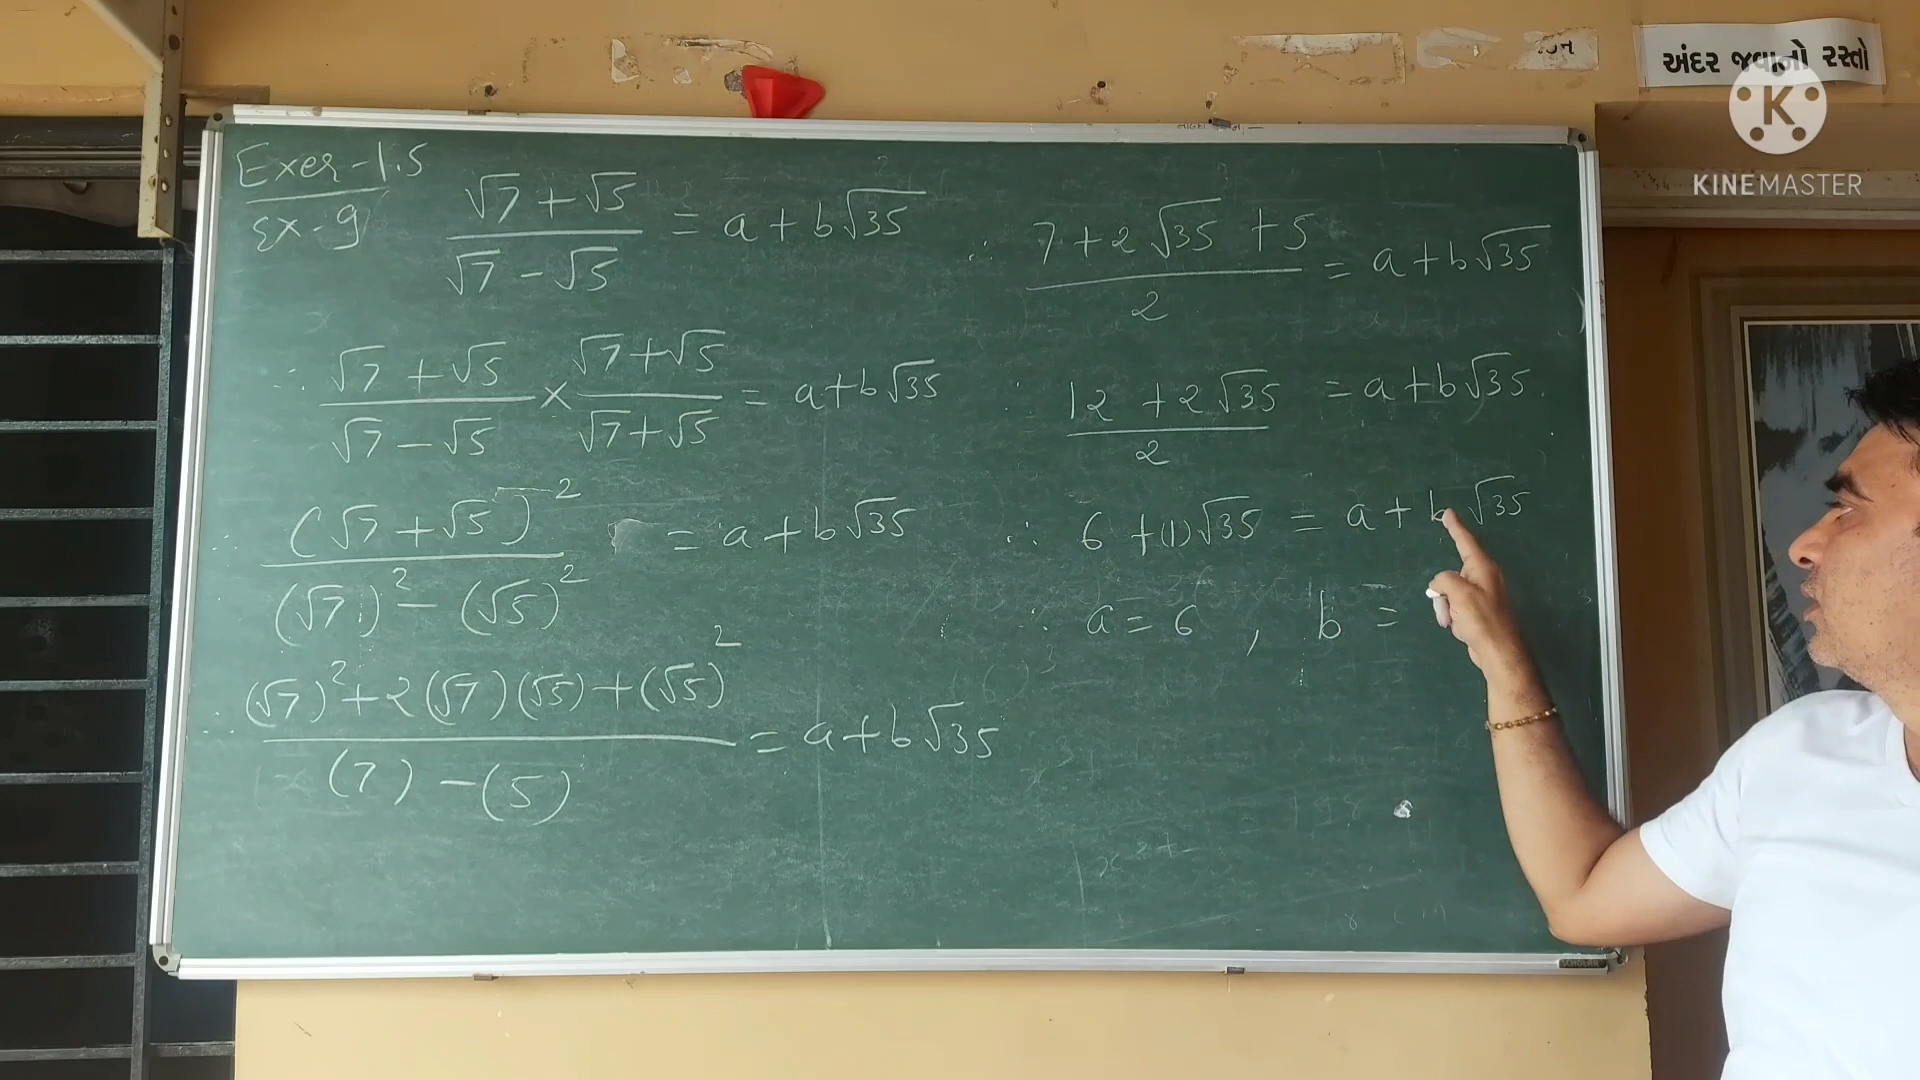 અંદર જવાનો રસ્તો
KINEMASTER
Exer-1.5
Ex-9
(√7 + √5)/(√7 - √5) = a + b√35
∴ (√7 + √5)/(√7 - √5) × (√7 + √5)/(√7 + √5) = a + b√35
∴ (√7 + √5)²/((√7)² - (√5)²) = a + b√35
∴ ((√7)² + 2(√7)(√5) + (√5)²)/((7) - (5)) = a + b√35
∴ (7 + 2√35 + 5)/2 = a + b√35
∴ (12 + 2√35)/2 = a + b√35
∴ 6 + (1)√35 = a + b√35
∴ a = 6 , b =
SCHOLAR